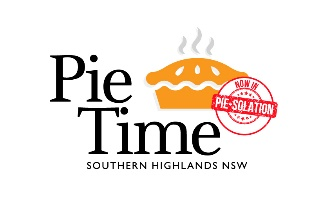 Pie
Time
SOUTHERN HIGHLANDS NSW
NOW IN
PIE-SOLATION